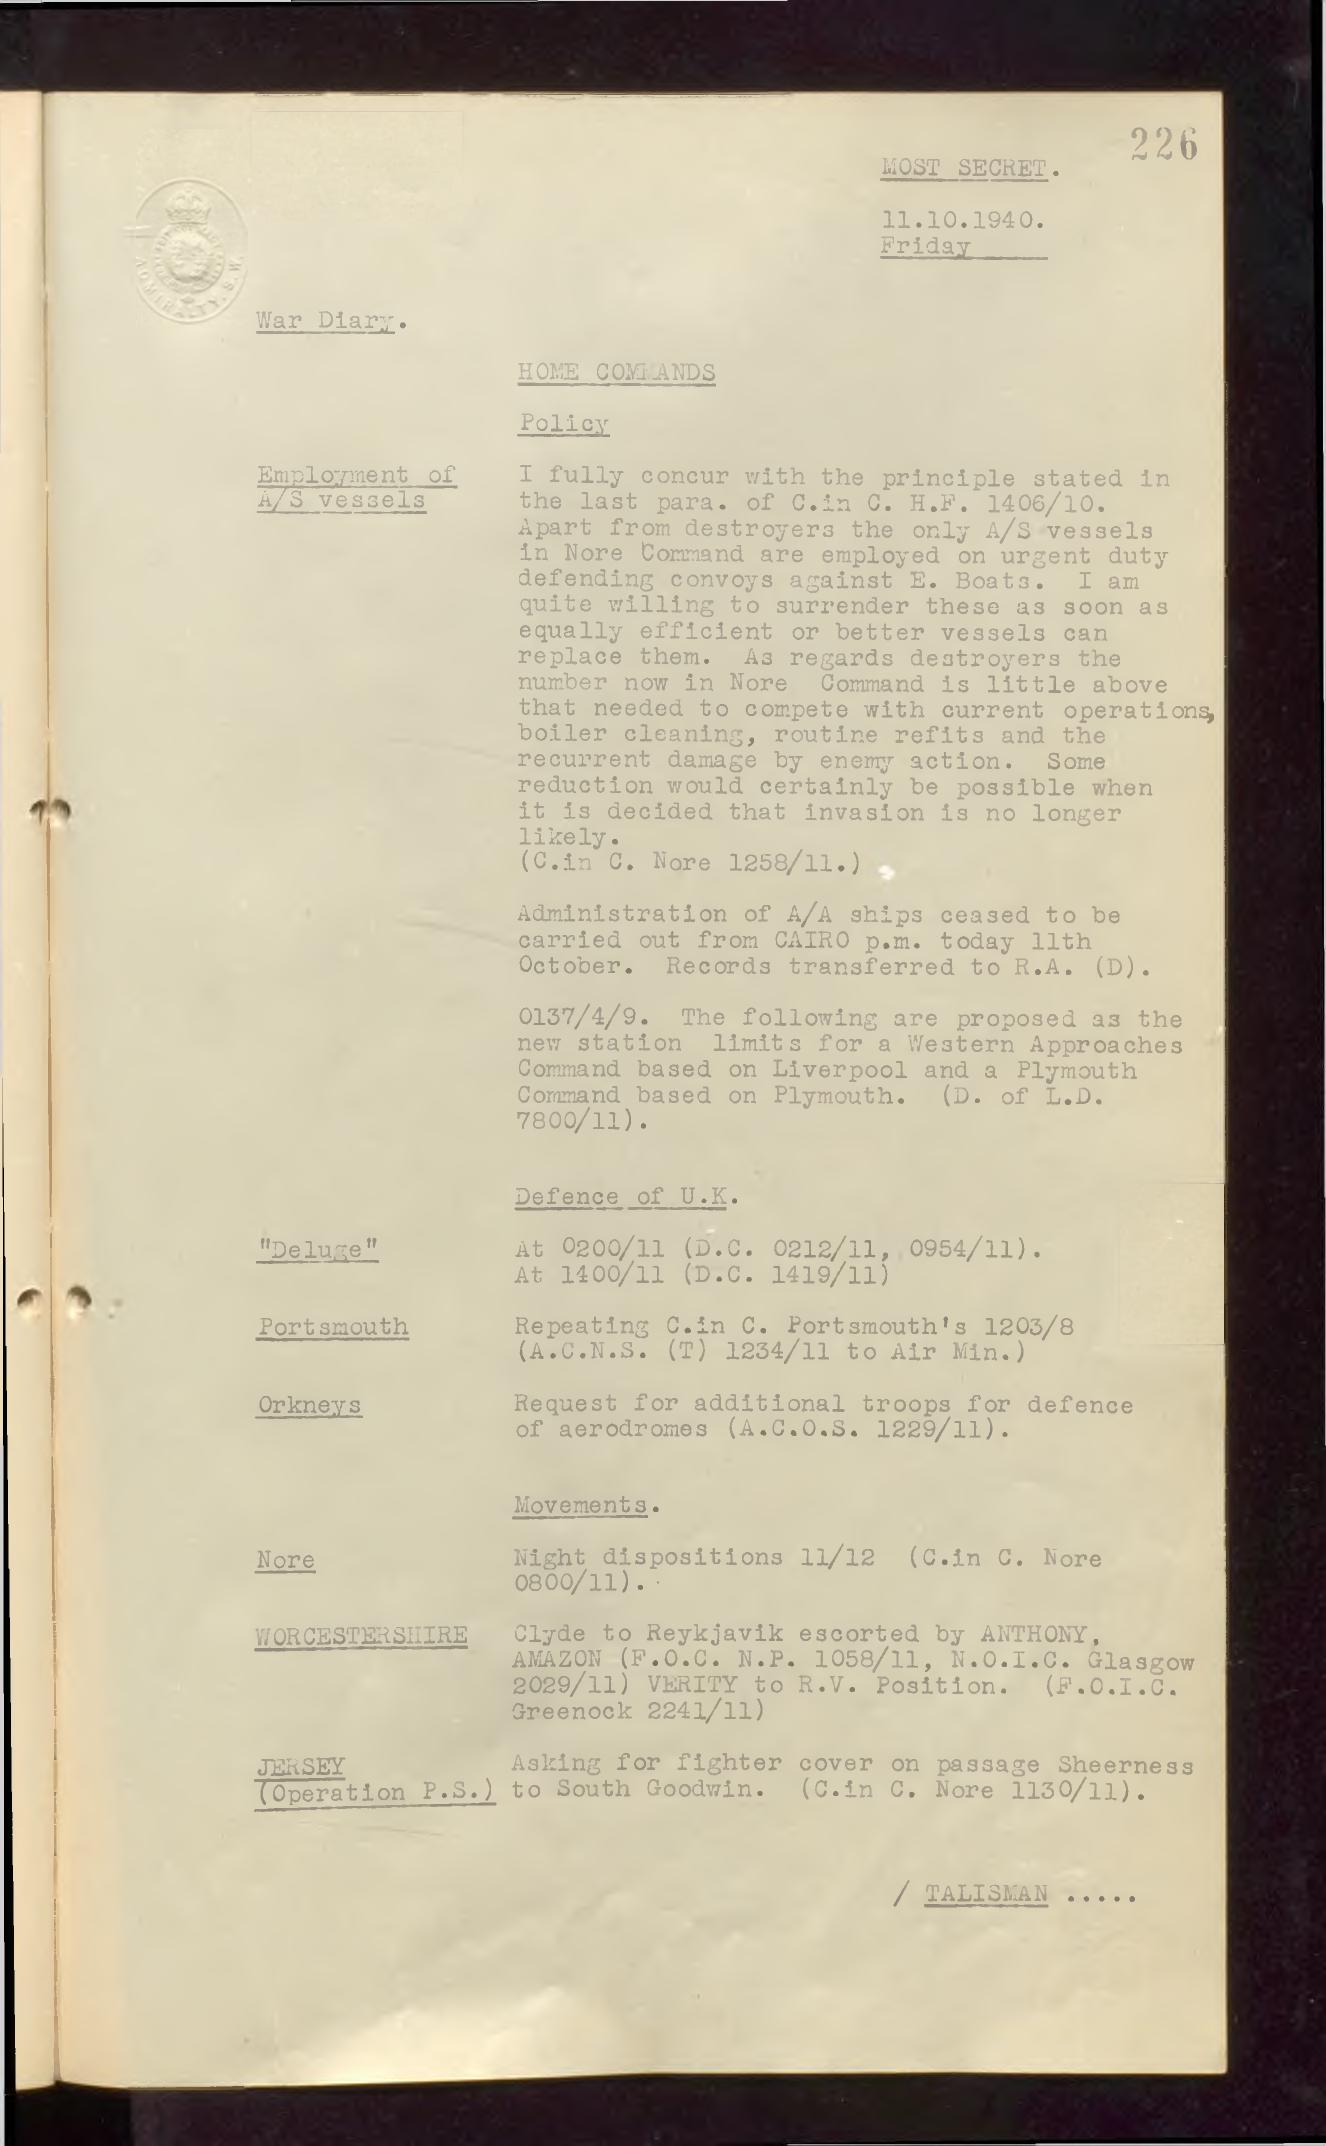 226
MOST SECRET.
11.10.1940.
Friday
ADMIRALTY. S.W.
War Diary.
HOME COMMANDS
Policy
Employment of
A/S vessels
I fully concur with the principle stated in
the last para. of C.in C. H.F. 1406/10.
Apart from destroyers the only A/S vessels
in Nore Command are employed on urgent duty
defending convoys against E. Boats. I am
quite willing to surrender these as soon as
equally efficient or better vessels can
replace them. As regards destroyers the
number now in Nore Command is little above
that needed to compete with current operations,
boiler cleaning, routine refits and the
recurrent damage by enemy action. Some
reduction would certainly be possible when
it is decided that invasion is no longer
likely.
(C.in C. Nore 1258/11.)
Administration of A/A ships ceased to be
carried out from CAIRO p.m. today 11th
October. Records transferred to R.A. (D).
0137/4/9. The following are proposed as the
new station limits for a Western Approaches
Command based on Liverpool and a Plymouth
Command based on Plymouth. (D. of L.D.
7800/11).
Defence of U.K.
"Deluge"
At 0200/11 (D.C. 0212/11, 0954/11).
At 1400/11 (D.C. 1419/11)
Portsmouth
Repeating C.in C. Portsmouth's 1203/8
(A.C.N.S. (T) 1234/11 to Air Min.)
Orkneys
Request for additional troops for defence
of aerodromes (A.C.O.S. 1229/11).
Movements.
Nore
Night dispositions 11/12 (C.in C. Nore
0800/11).
WORCESTERSHIRE
Clyde to Reykjavik escorted by ANTHONY,
AMAZON (F.O.C. N.P. 1058/11, N.O.I.C. Glasgow
2029/11) VERITY to R.V. Position. (F.O.I.C.
Greenock 2241/11)
JERSEY
(Operation P.S.)
Asking for fighter cover on passage Sheerness
to South Goodwin. (C.in C. Nore 1130/11).
/ TALISMAN .....